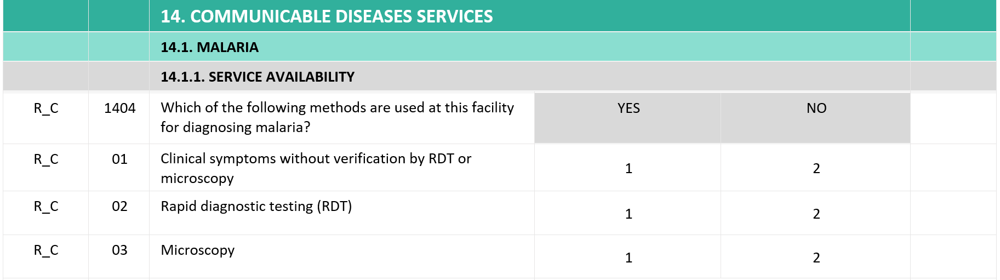 14. COMMUNICABLE DISEASES SERVICES
14.1. MALARIA
14.1.1. SERVICE AVAILABILITY
R_C 1404 Which of the following methods are used at this facility YES NO
for diagnosing malaria?
R_C 01 Clinical symptoms without verification by RDT or
microscopy 1 2
R_C 02 Rapid diagnostic testing (RDT) 1 2
R_C 03 Microscopy 1 2